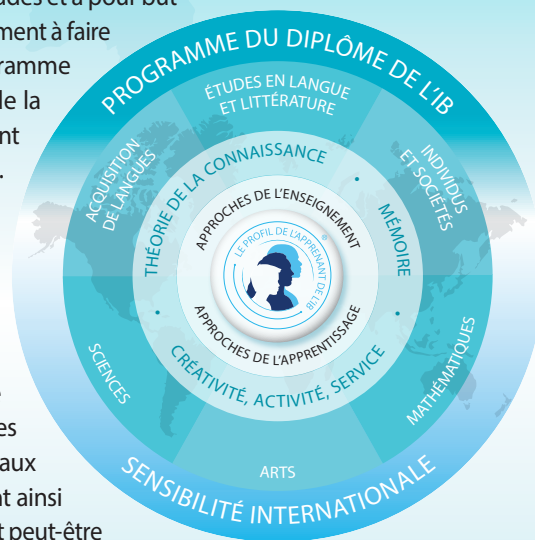 udes et a pour but
ment à faire
ramme
de la
nt
.
es
aux
nt ainsi
t peut-être
PROGRAMME DU DIPLÔME DE L'IB
ÉTUDES EN LANGUE
ET LITTÉRATURE
ACQUISITION
DE LANGUES
INDIVIDUS
ET SOCIÉTÉS
THÉORIE DE LA CONNAISSANCE
•
MÉMOIRE
•
APPROCHES DE L'ENSEIGNEMENT
LE PROFIL DE L'APPRENANT DE L'IB
®
APPROCHES DE L'APPRENTISSAGE
•
CRÉATIVITÉ, ACTIVITÉ, SERVICE
SCIENCES
MATHÉMATIQUES
ARTS
SENSIBILITÉ INTERNATIONALE